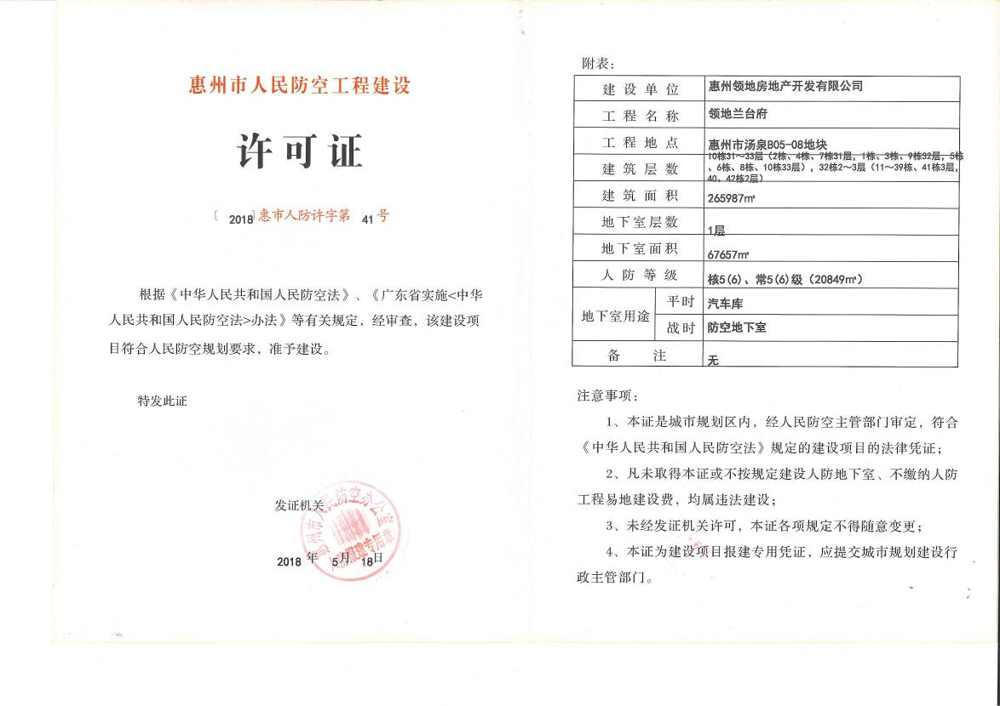 惠州市人民防空工程建设
许可证
〔 2018〕惠市人防许字第 41 号
根据《中华人民共和国人民防空法》、《广东省实施<中华
人民共和国人民防空法>办法》等有关规定，经审查，该建设项
目符合人民防空规划要求，准予建设。
特发此证
发证机关
惠州市人民防空办公室
报建专用章
2018 年 5月 18日
附表：
建设单位 惠州领地房地产开发有限公司
工程名称 领地兰台府
工程地点 惠州市汤泉B05-08地块
建筑层数 10栋31～33层（2栋、4栋、7栋31层，1栋、3栋、9栋32层，5栋
、6栋、8栋、10栋33层），32栋2～3层（11～39栋、41栋3层，
40、42栋2层）
建筑面积 265987㎡
地下室层数 1层
地下室面积 67657㎡
人防等级 核5(6)、常5(6)级（20849㎡）
地下室用途 平时 汽车库
战时 防空地下室
备注 无
注意事项：
1、本证是城市规划区内，经人民防空主管部门审定，符合
《中华人民共和国人民防空法》规定的建设项目的法律凭证；
2、凡未取得本证或不按规定建设人防地下室、不缴纳人防
工程易地建设费，均属违法建设；
3、未经发证机关许可，本证各项规定不得随意变更；
4、本证为建设项目报建专用凭证，应提交城市规划建设行
政主管部门。